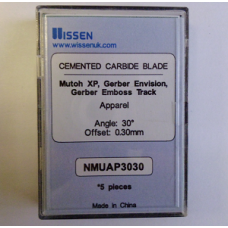 WISSEN
www.wissenuk.com
CEMENTED CARBIDE BLADE
Mutoh XP, Gerber Envision,
Gerber Emboss Track
Apparel
Angle: 30°
Offset: 0.30mm
NMUAP3030
*5 pieces
Made in China